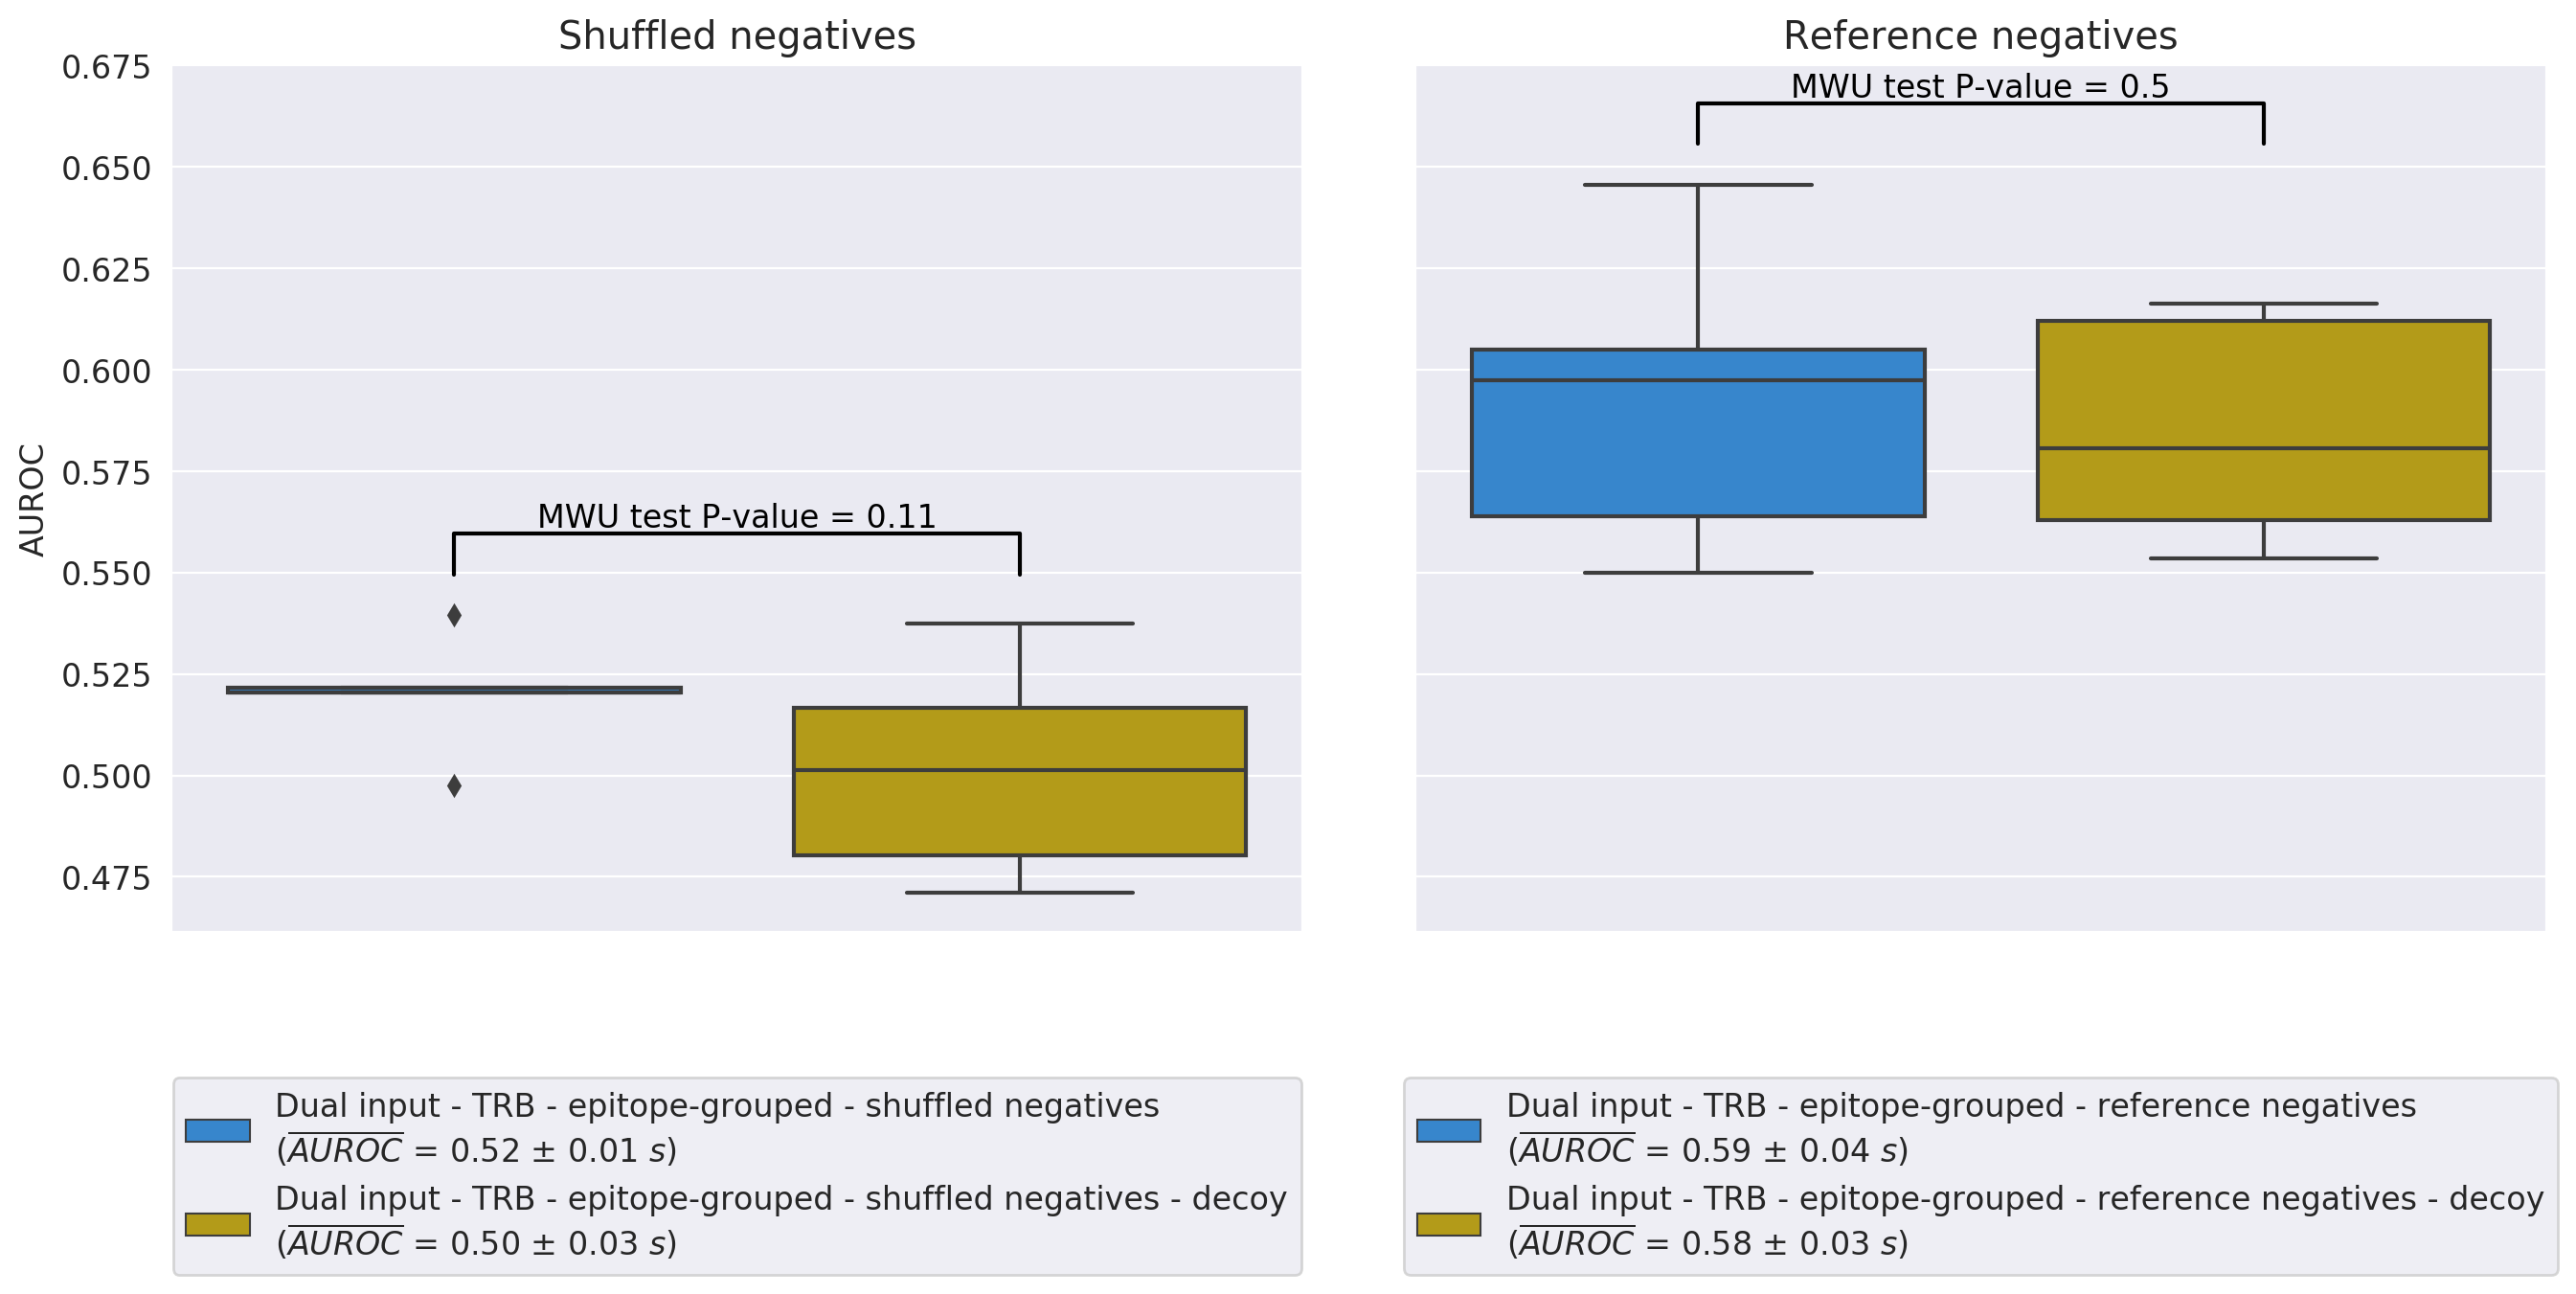 Shuffled negatives
Reference negatives
AUROC
0.675
0.650
0.625
0.600
0.575
0.550
0.525
0.500
0.475
MWU test P-value = 0.11
MWU test P-value = 0.5
Dual input - TRB - epitope-grouped - shuffled negatives
(A̅U̅R̅O̅C̅ = 0.52 ± 0.01 s)
Dual input - TRB - epitope-grouped - shuffled negatives - decoy
(A̅U̅R̅O̅C̅ = 0.50 ± 0.03 s)
Dual input - TRB - epitope-grouped - reference negatives
(A̅U̅R̅O̅C̅ = 0.59 ± 0.04 s)
Dual input - TRB - epitope-grouped - reference negatives - decoy
(A̅U̅R̅O̅C̅ = 0.58 ± 0.03 s)